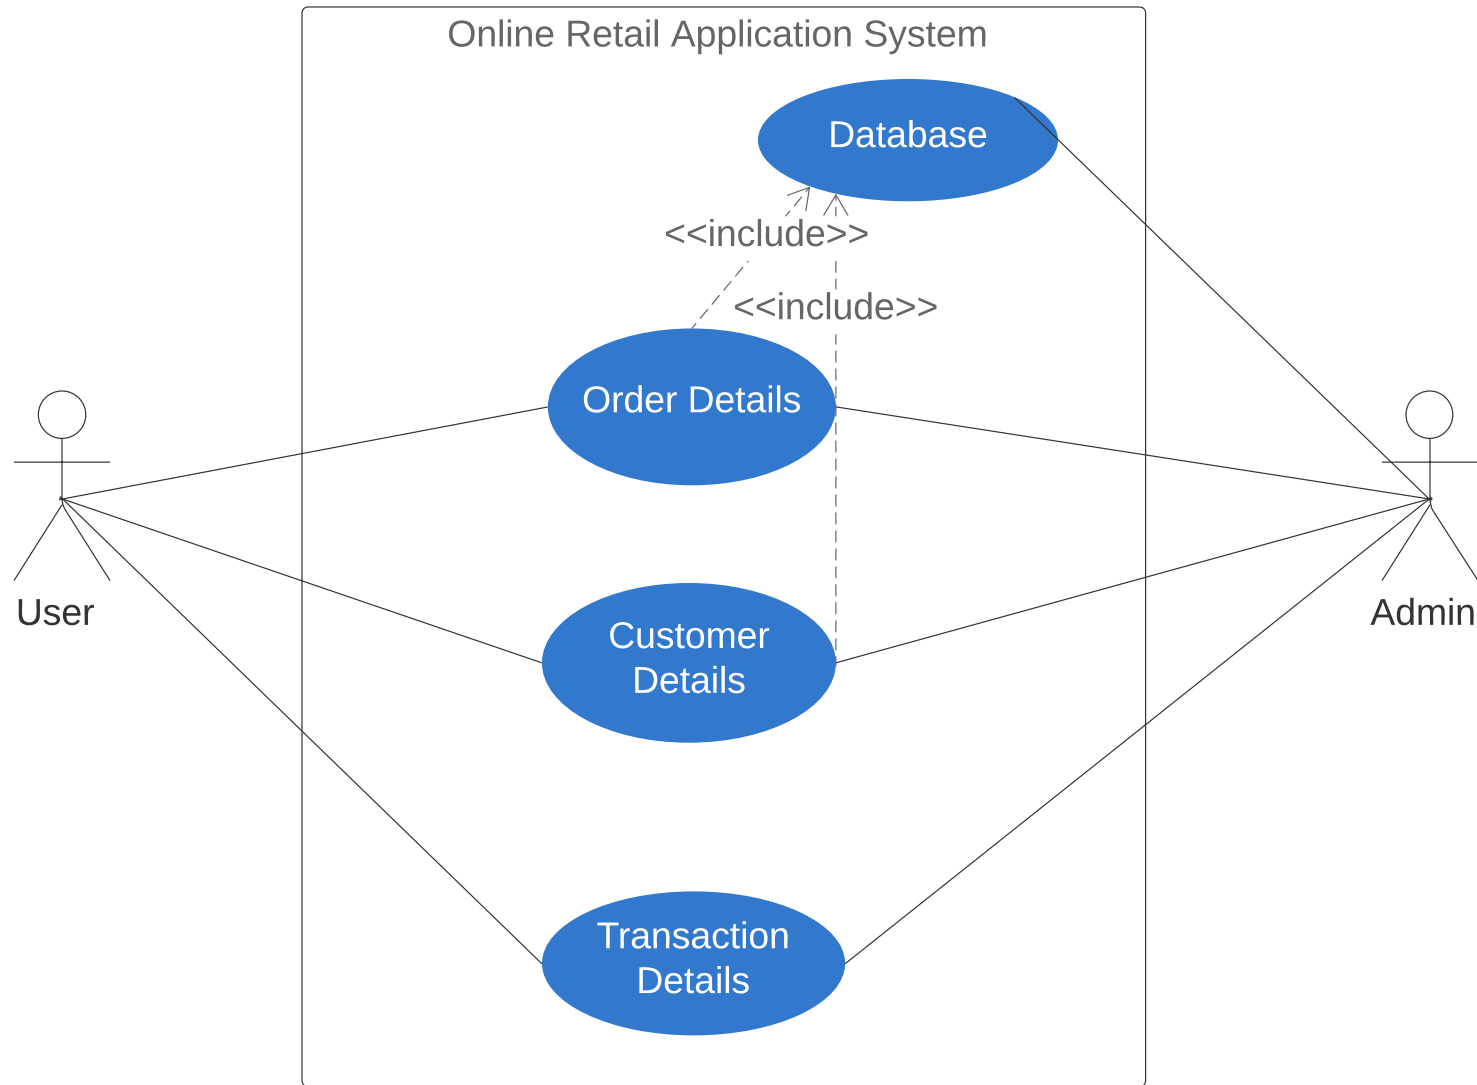 Online Retail Application System
Database
<<include>>
<<include>>
Order Details
User
Admin
Customer
Details
Transaction
Details